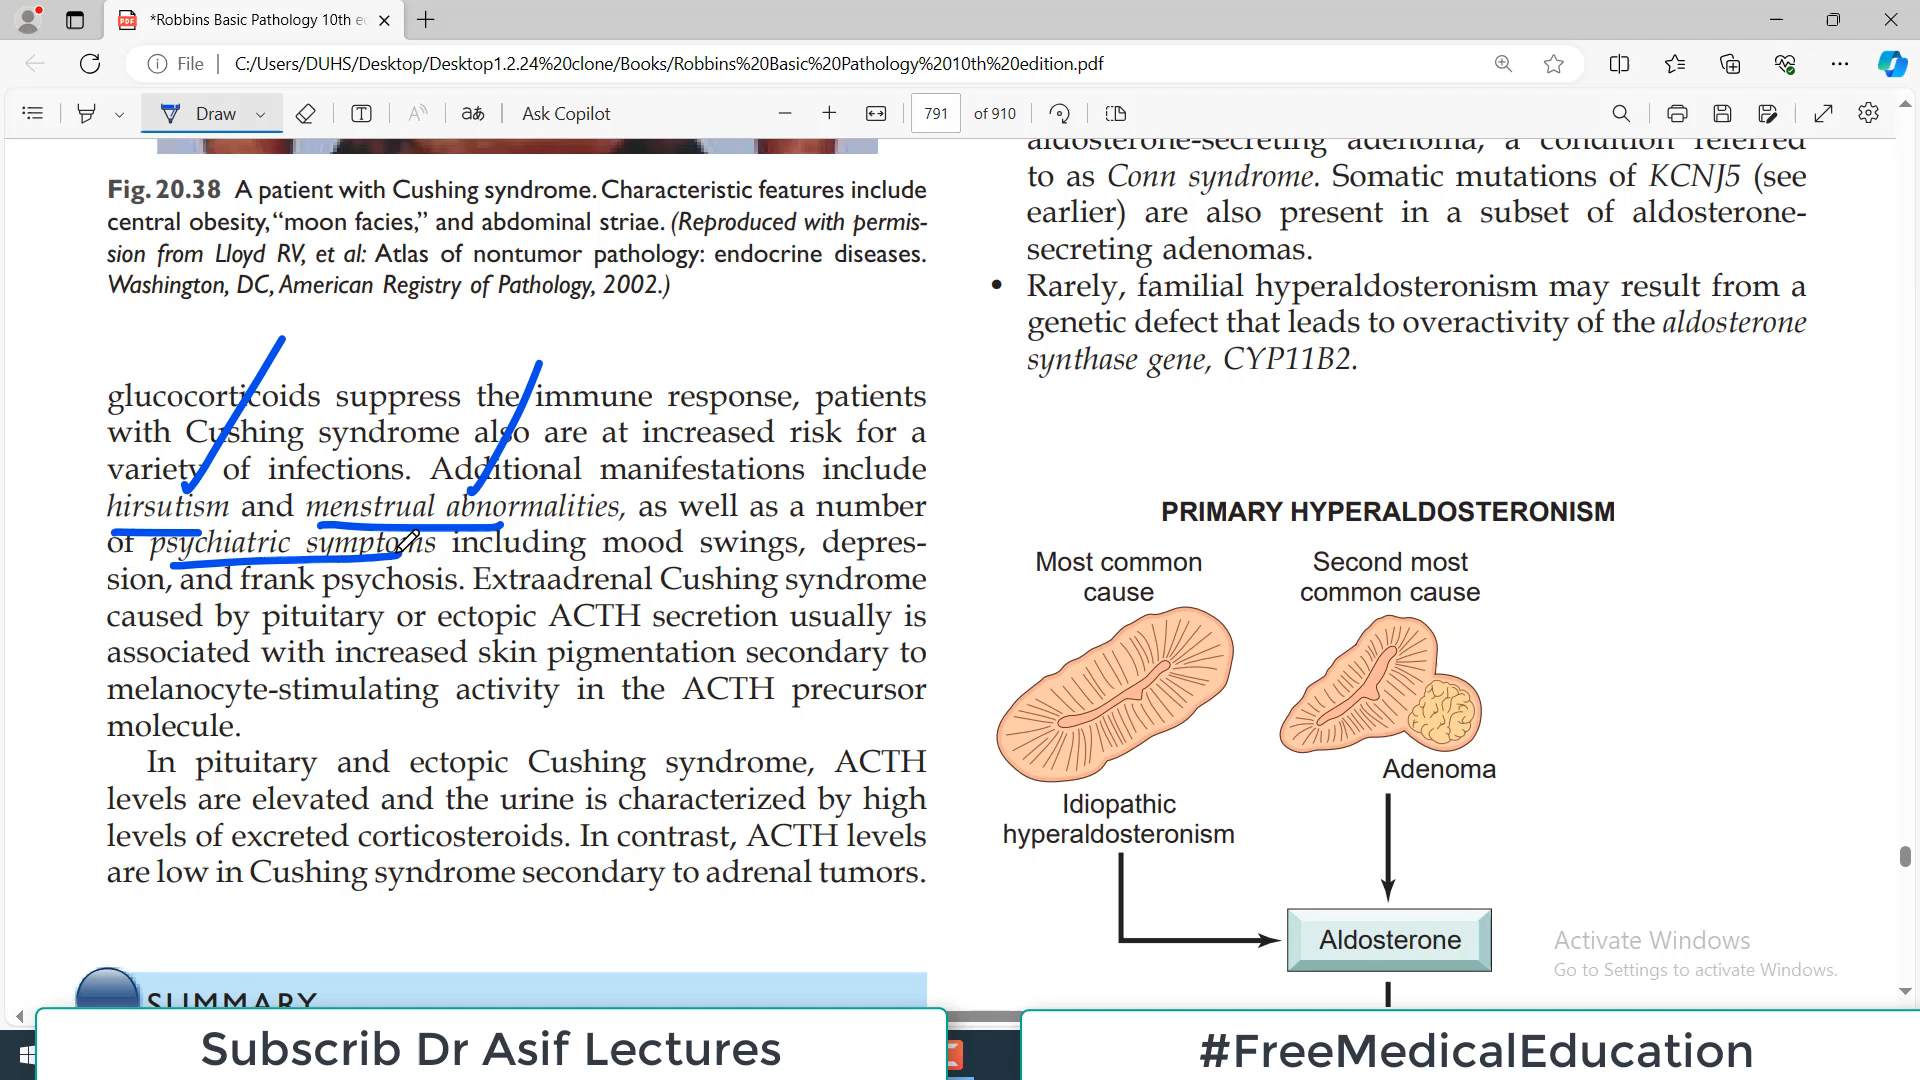 *Robbins Basic Pathology 10th e
File
C:/Users/DUHS/Desktop/Desktop1.2.24%20clone/Books/Robbins%20Basic%20Pathology%2010th%20edition.pdf
Draw
T
A
aあ
Ask Copilot
791
of 910
Fig. 20.38 A patient with Cushing syndrome. Characteristic features include
central obesity, “moon facies,” and abdominal striae. (Reproduced with permis-
sion from Lloyd RV, et al: Atlas of nontumor pathology: endocrine diseases.
Washington, DC, American Registry of Pathology, 2002.)
glucocorticoids suppress the immune response, patients
with Cushing syndrome also are at increased risk for a
variety of infections. Additional manifestations include
hirsutism and menstrual abnormalities, as well as a number
of psychiatric symptoms including mood swings, depres-
sion, and frank psychosis. Extraadrenal Cushing syndrome
caused by pituitary or ectopic ACTH secretion usually is
associated with increased skin pigmentation secondary to
melanocyte-stimulating activity in the ACTH precursor
molecule.
In pituitary and ectopic Cushing syndrome, ACTH
levels are elevated and the urine is characterized by high
levels of excreted corticosteroids. In contrast, ACTH levels
are low in Cushing syndrome secondary to adrenal tumors.
SUMMARY
aldosterone-secreting adenoma, a condition referred
to as Conn syndrome. Somatic mutations of KCNJ5 (see
earlier) are also present in a subset of aldosterone-
secreting adenomas.
• Rarely, familial hyperaldosteronism may result from a
genetic defect that leads to overactivity of the aldosterone
synthase gene, CYP11B2.
PRIMARY HYPERALDOSTERONISM
Most common
cause
Second most
common cause
Adenoma
Idiopathic
hyperaldosteronism
Aldosterone
Activate Windows
Go to Settings to activate Windows.
Subscrib Dr Asif Lectures
#FreeMedicalEducation